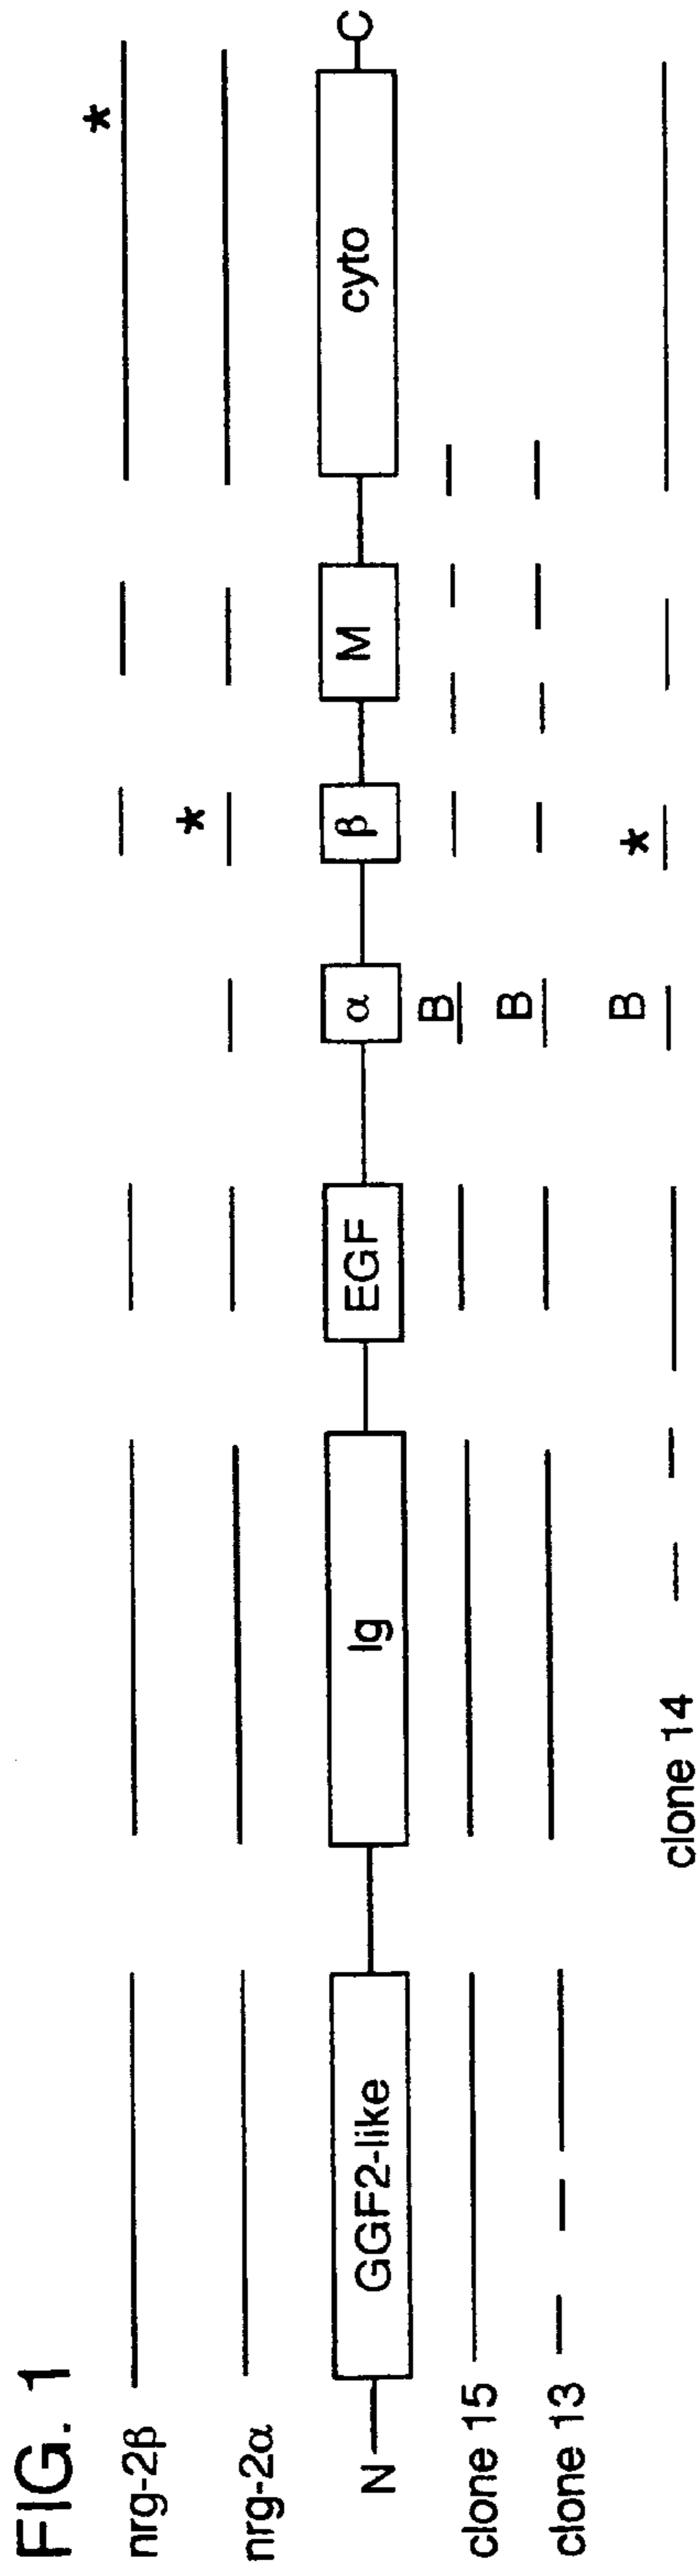 FIG. 1
nrg-2β
*
nrg-2α
*
N GGF2-like Ig EGF α β M cyto C
clone 15
B
clone 13
B
clone 14
B
*